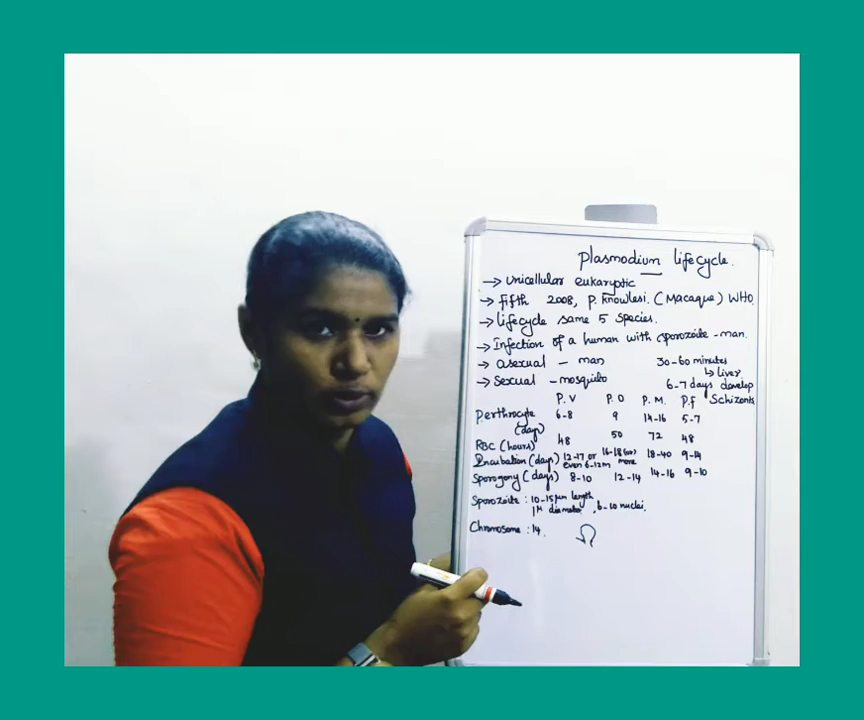 Plasmodium lifecycle.
→ Unicellular eukaryotic
→ fifth 2008, P. knowlesi. (Macaque) WHO
→ lifecycle same 5 species.
→ Infection of a human with sporozoite - man.
→ asexual - man 30-60 minutes
↳ liver
→ sexual - mosquito 6-7 days develop
P.V P.O P.M. P.f Schizonts
Perthrocyte 6-8 9 14-16 5-7
(days)
RBC (hours) 48 50 72 48
Incubation (days) 12-17 or 16-18 (or) 18-40 9-14
even 6-12m more
Sporogony (days) 8-10 12-14 14-16 9-10
Sporozoite : 10-15µm length
1µ diameter, 6-10 nuclei.
Chromosome : 14.